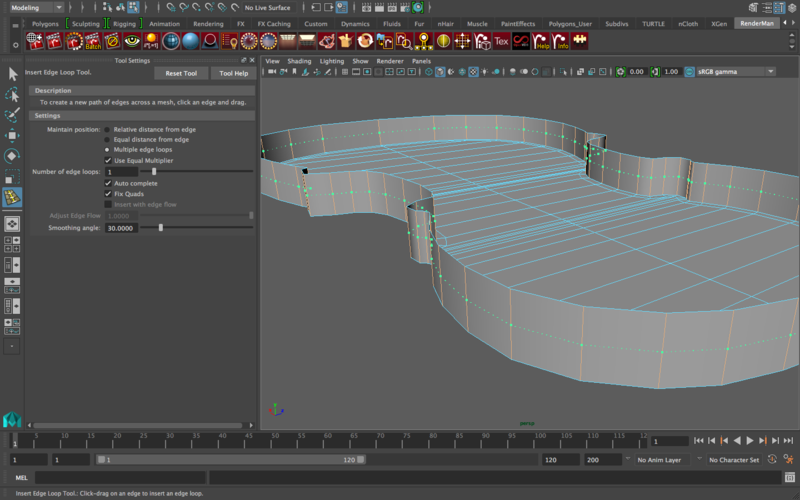 Modeling
No Live Surface
Polygons Sculpting Rigging Animation Rendering FX FX Caching Custom Dynamics Fluids Fur nHair Muscle PaintEffects Polygons_User Subdivs TURTLE nCloth XGen RenderMan
Batch Tex Help Info
Tool Settings
Insert Edge Loop Tool.
Reset Tool
Tool Help
Description
To create a new path of edges across a mesh, click an edge and drag.
Settings
Maintain position: Relative distance from edge
Equal distance from edge
Multiple edge loops
Use Equal Multiplier
Number of edge loops: 1
Auto complete
Fix Quads
Insert with edge flow
Adjust Edge Flow 1.0000
Smoothing angle: 30.0000
View Shading Lighting Show Renderer Panels
0.00 1.00 sRGB gamma
persp
1 5 10 15 20 25 30 35 40 45 50 55 60 65 70 75 80 85 90 95 100 105 110 115 12
1
1 1 1 120 120 200 No Anim Layer No Character Set
MEL
Insert Edge Loop Tool.: Click-drag on an edge to insert an edge loop.